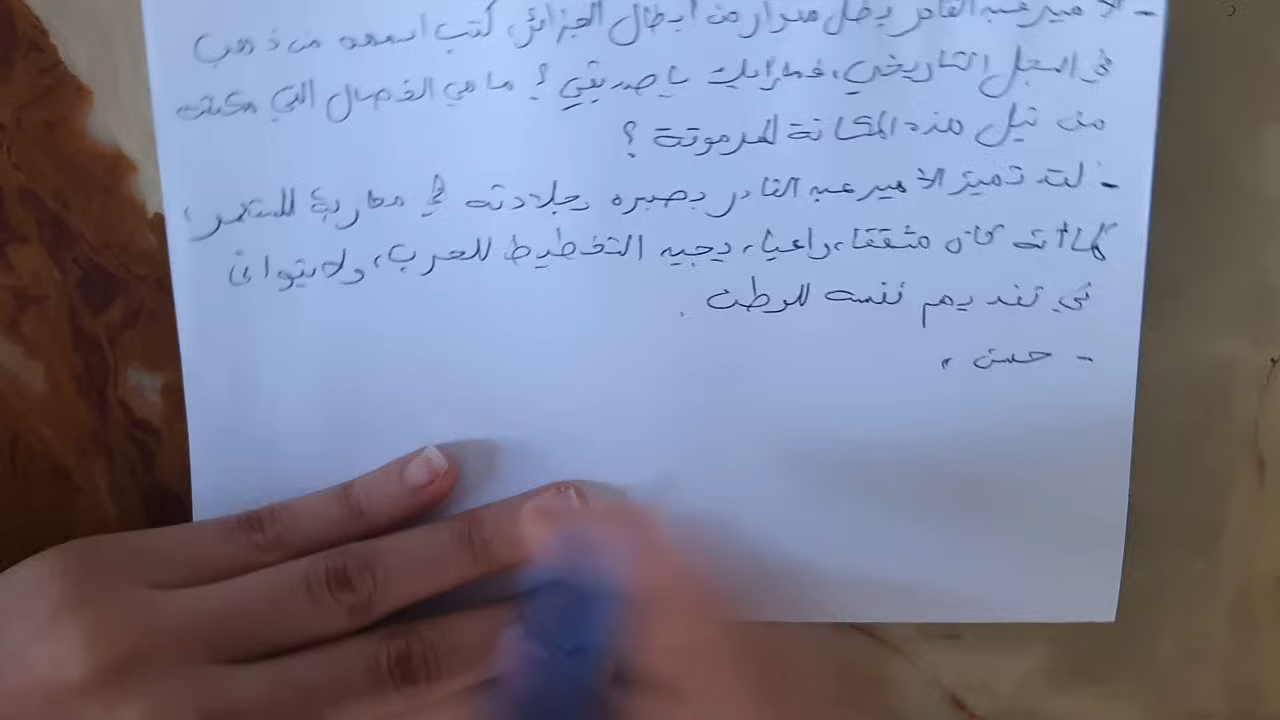 - الأمير عبد القادر بطل مغوار من أبطال الجزائر، كتب اسمه من ذهب
في السجل التاريخي، فما رأيك يا صديقي؟ ما هي الخصال التي مكنته
من نيل هذه المكانة المرموقة؟
- لقد تميز الأمير عبد القادر بصبره وجلادته في محاربة المستعمر،
كما أنه كان مثقفا، واعيا، يجيد التخطيط للحرب، ولا يتوانى
في تقديم نفسه للوطن.
- حسن،